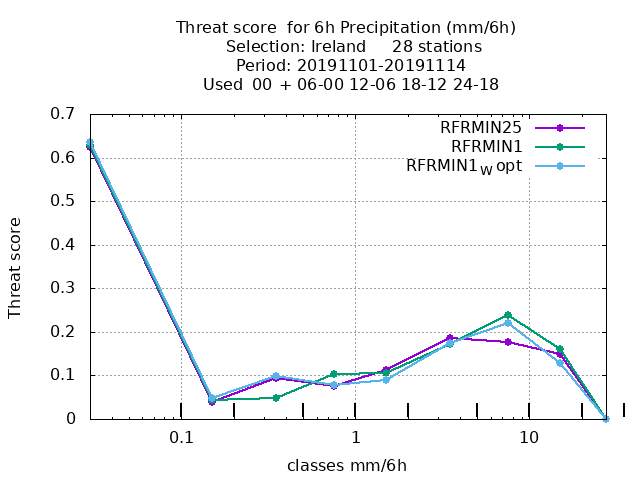 Threat score  for 6h Precipitation (mm/6h)
Selection: Ireland     28 stations
Period: 20191101-20191114
Used  00 + 06-00 12-06 18-12 24-18
RFRMIN25
RFRMIN1
RFRMIN1W opt
Threat score
0.7
0.6
0.5
0.4
0.3
0.2
0.1
0
0.1 1 10
classes mm/6h